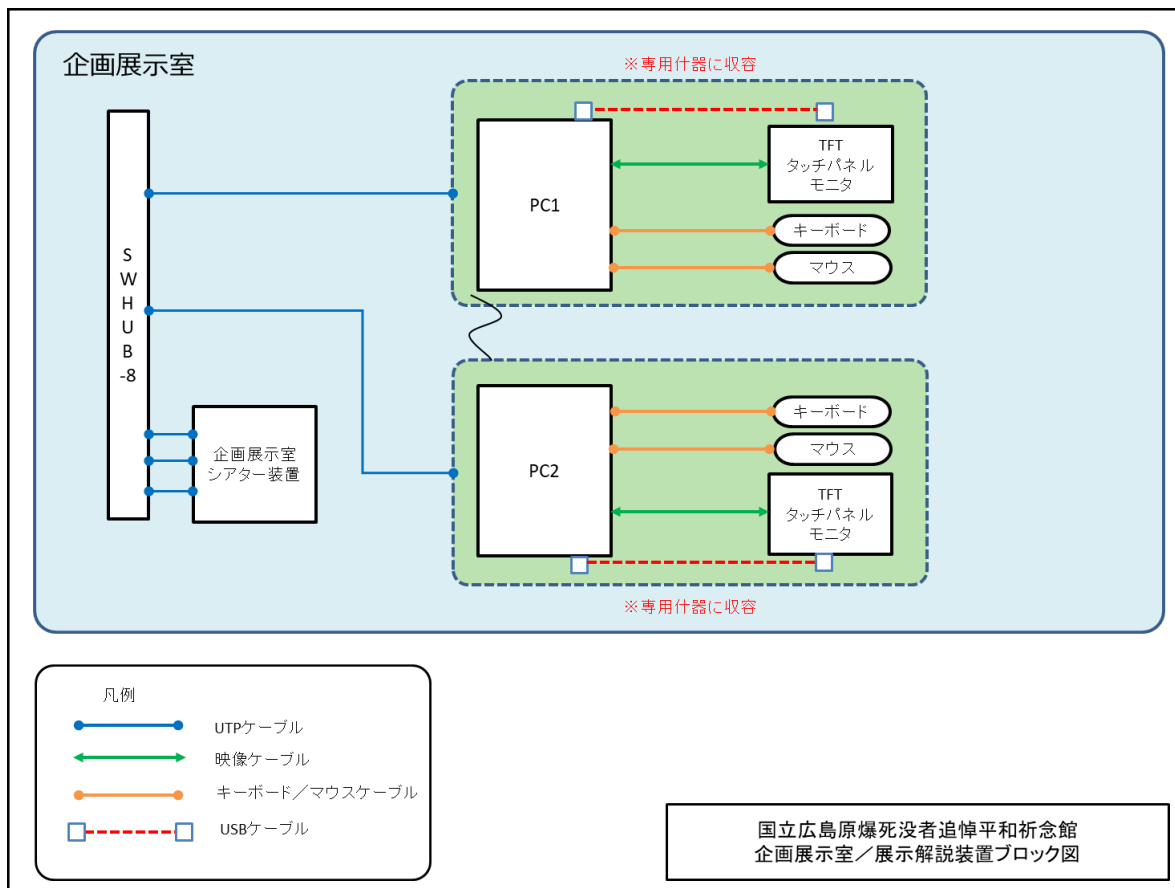 企画展示室
※専用什器に収容
PC1
TFT
タッチパネル
モニタ
キーボード
マウス
S
W
H
U
B
-8
企画展示室
シアター装置
PC2
キーボード
マウス
TFT
タッチパネル
モニタ
※専用什器に収容
凡例
UTPケーブル
映像ケーブル
キーボード／マウスケーブル
USBケーブル
国立広島原爆死没者追悼平和祈念館
企画展示室／展示解説装置ブロック図